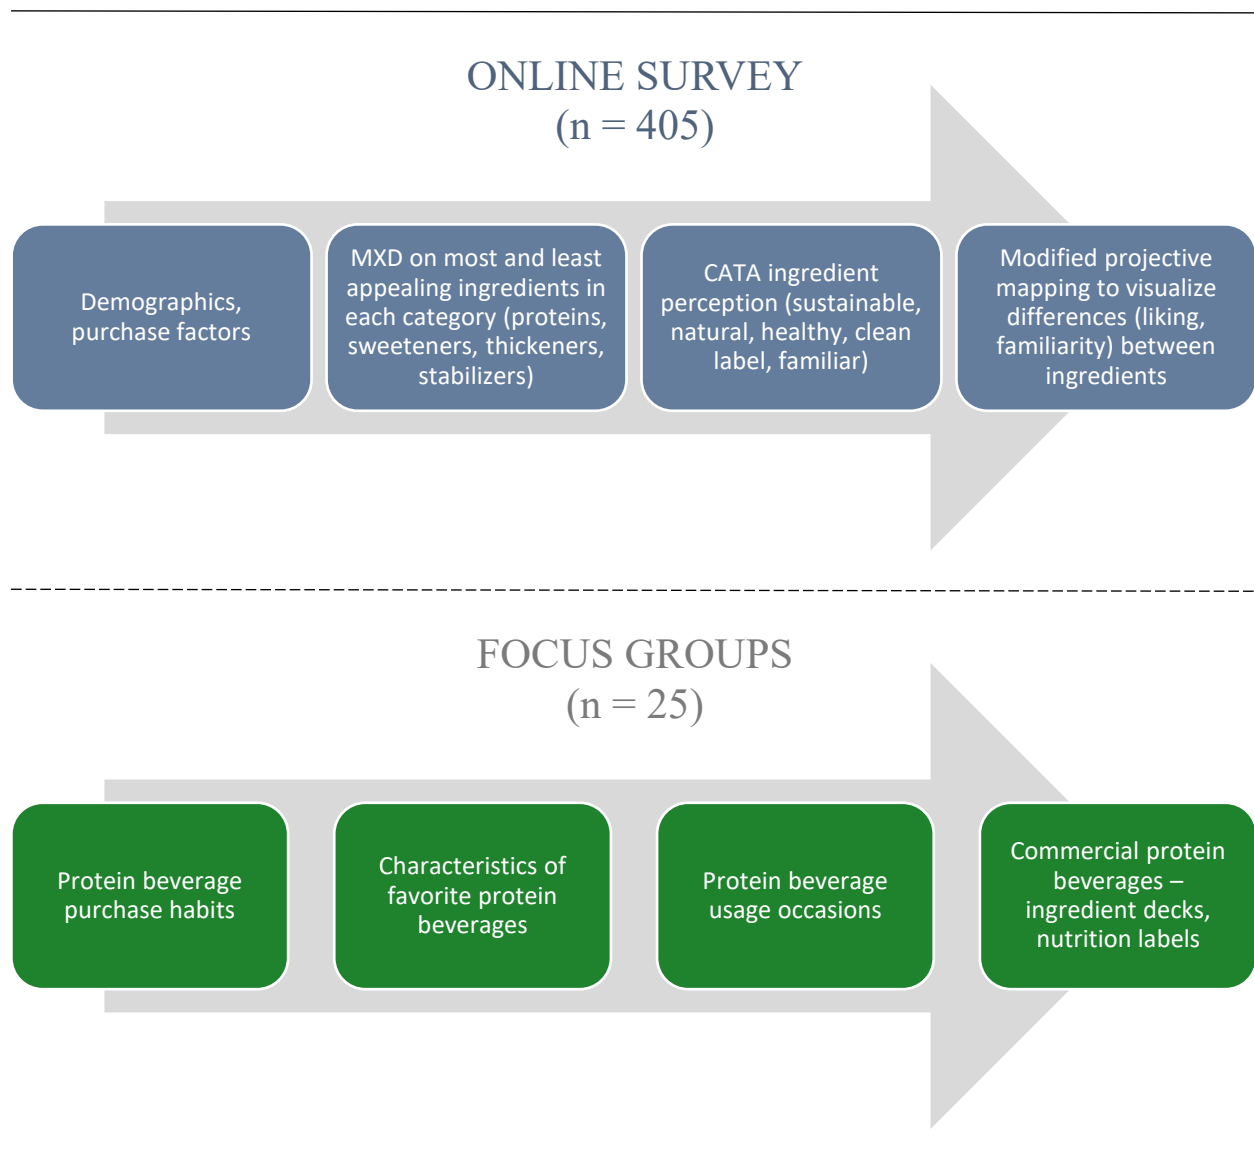 ONLINE SURVEY
(n = 405)
Demographics,
purchase factors
MXD on most and least
appealing ingredients in
each category (proteins,
sweeteners, thickeners,
stabilizers)
CATA ingredient
perception (sustainable,
natural, healthy, clean
label, familiar)
Modified projective
mapping to visualize
differences (liking,
familiarity) between
ingredients
FOCUS GROUPS
(n = 25)
Protein beverage
purchase habits
Characteristics of
favorite protein
beverages
Protein beverage
usage occasions
Commercial protein
beverages –
ingredient decks,
nutrition labels